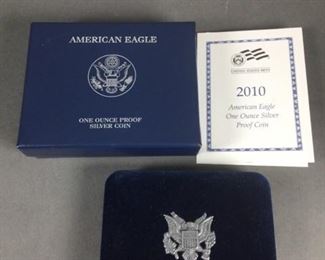 AMERICAN EAGLE
ONE OUNCE PROOF
SILVER COIN
UNITED STATES MINT
2010
American Eagle
One Ounce Silver
Proof Coin